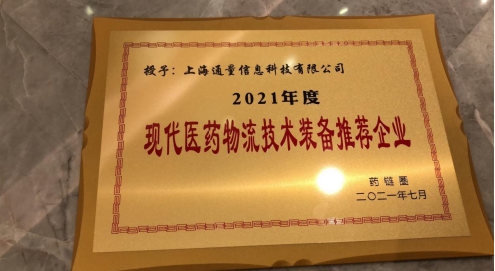 授予：上海通量信息科技有限公司
2021年度
现代医药物流技术装备推荐企业
药链圈
二〇二一年七月